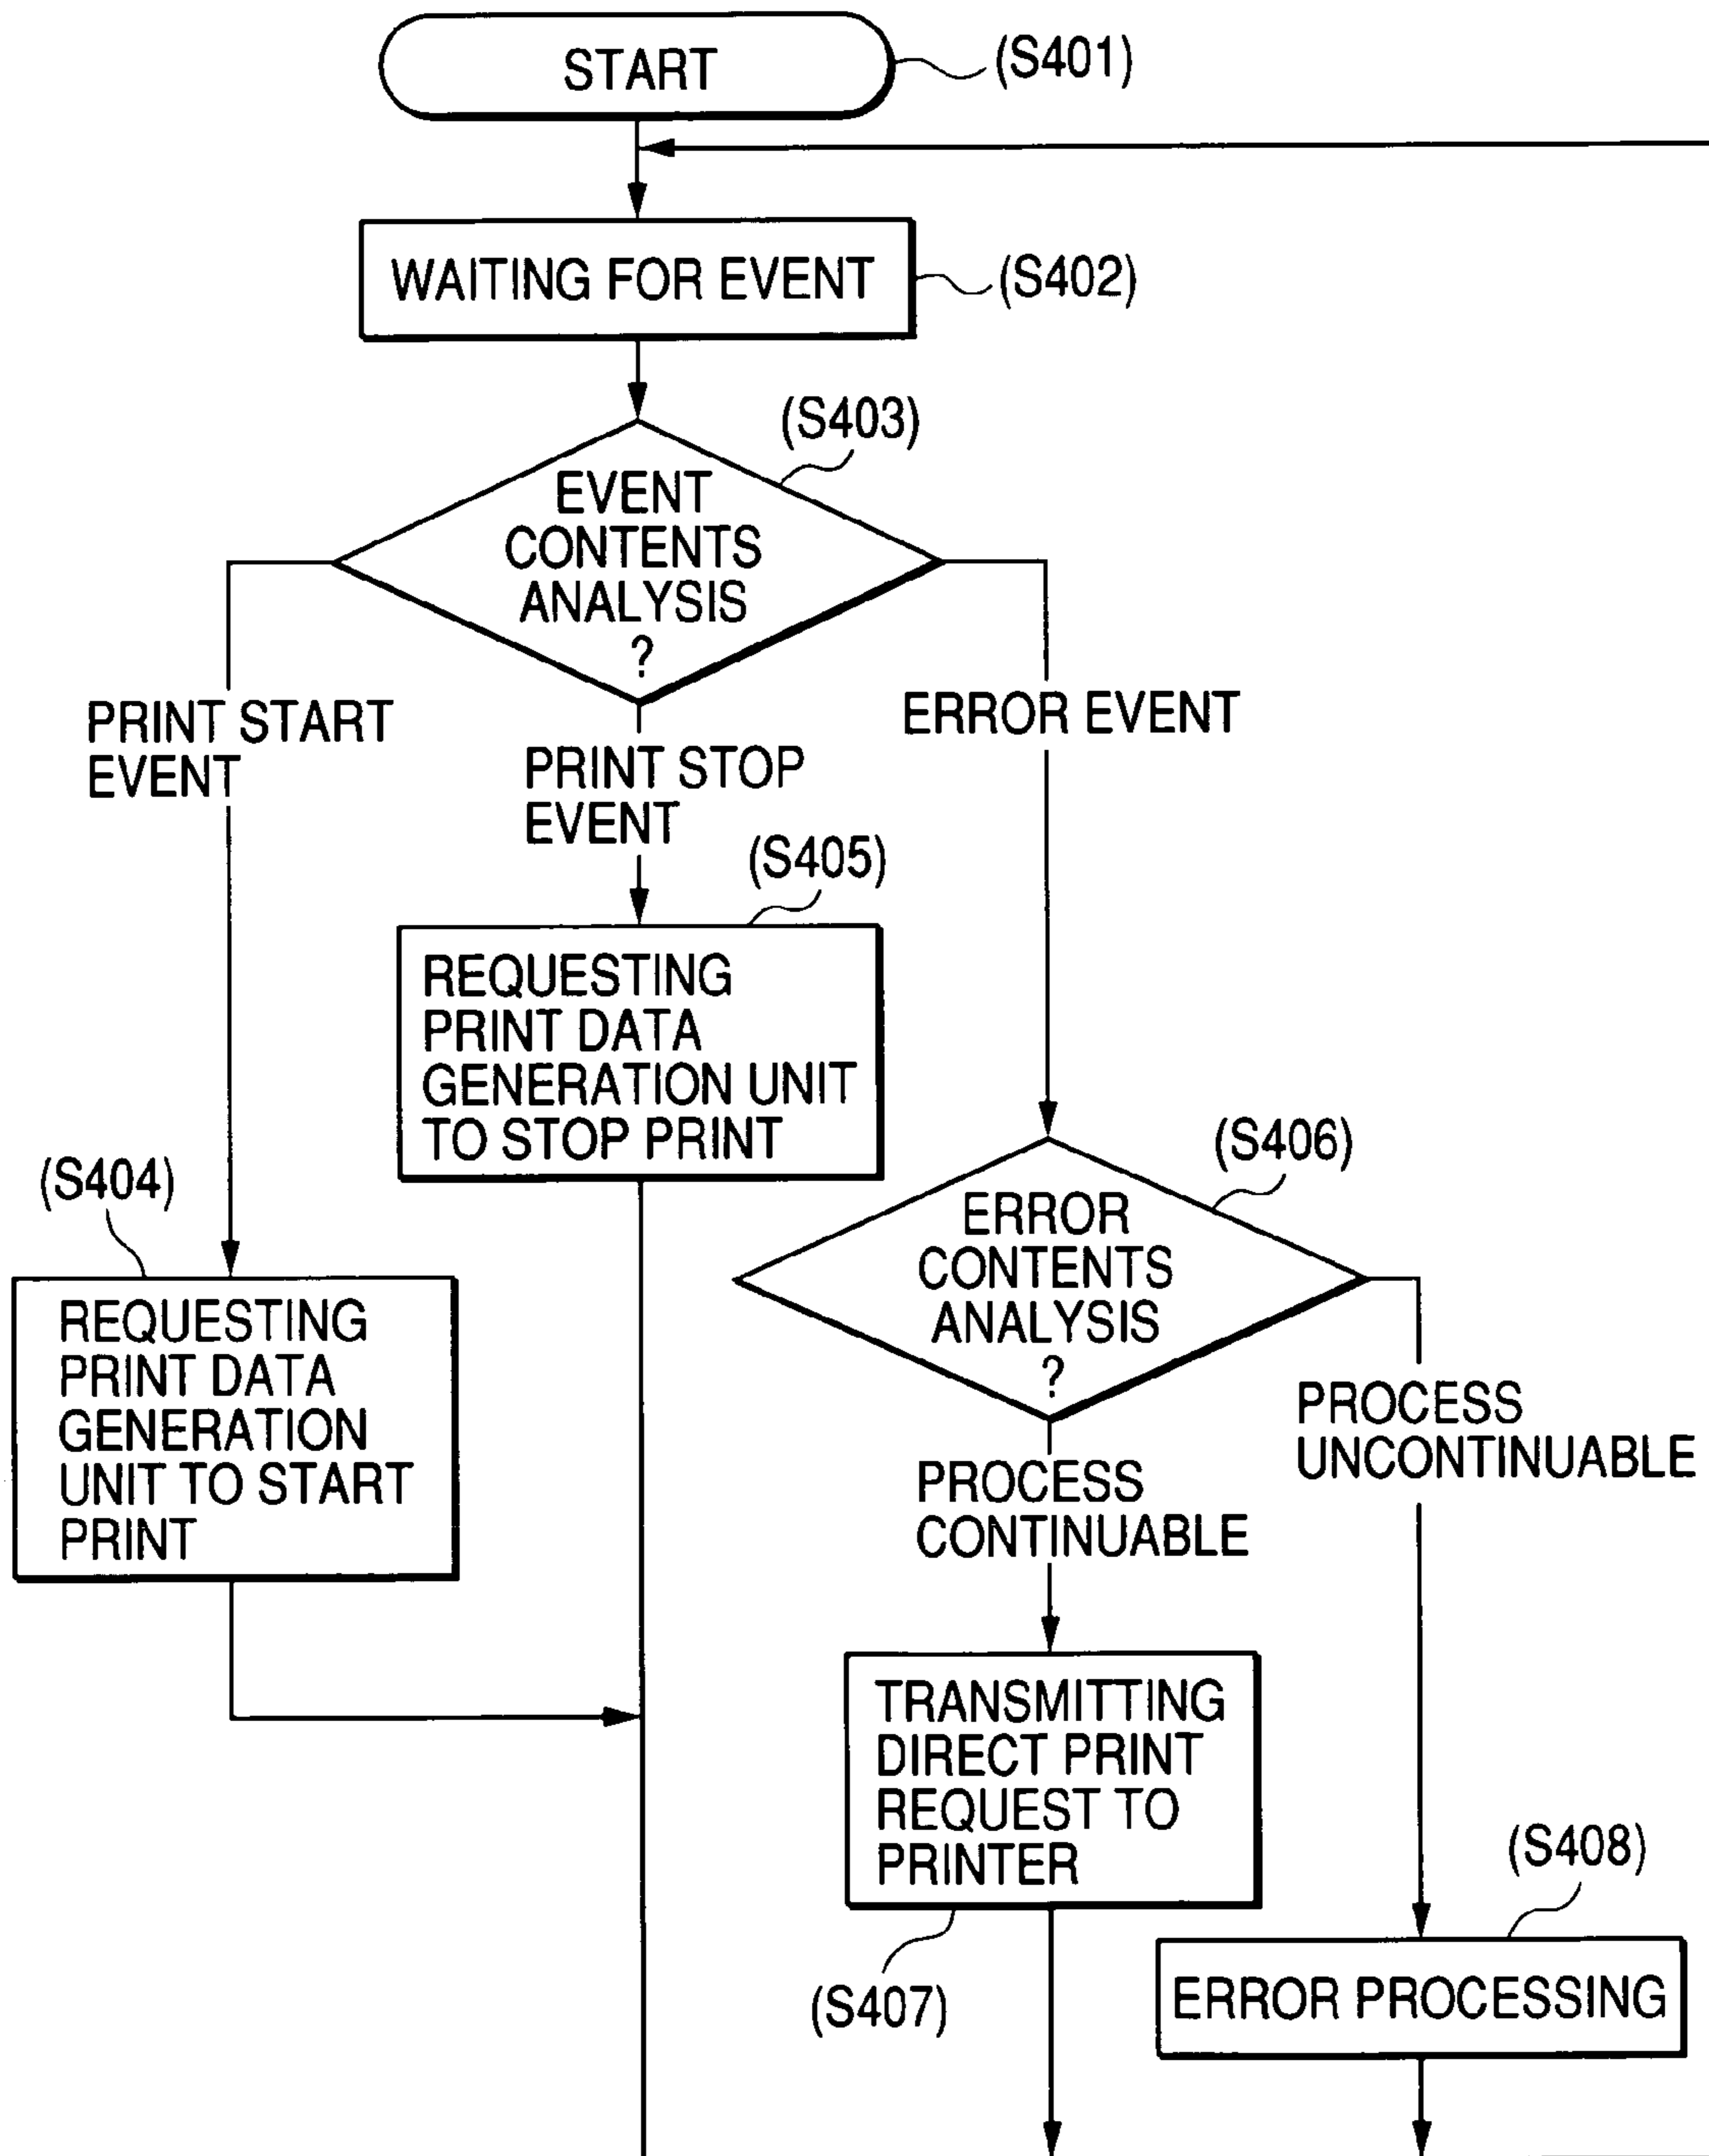 START
(S401)
WAITING FOR EVENT
(S402)
(S403)
EVENT
CONTENTS
ANALYSIS
?
PRINT START
EVENT
PRINT STOP
EVENT
ERROR EVENT
(S405)
REQUESTING
PRINT DATA
GENERATION UNIT
TO STOP PRINT
(S404)
REQUESTING
PRINT DATA
GENERATION
UNIT TO START
PRINT
(S406)
ERROR
CONTENTS
ANALYSIS
?
PROCESS
CONTINUABLE
PROCESS
UNCONTINUABLE
TRANSMITTING
DIRECT PRINT
REQUEST TO
PRINTER
(S407)
(S408)
ERROR PROCESSING